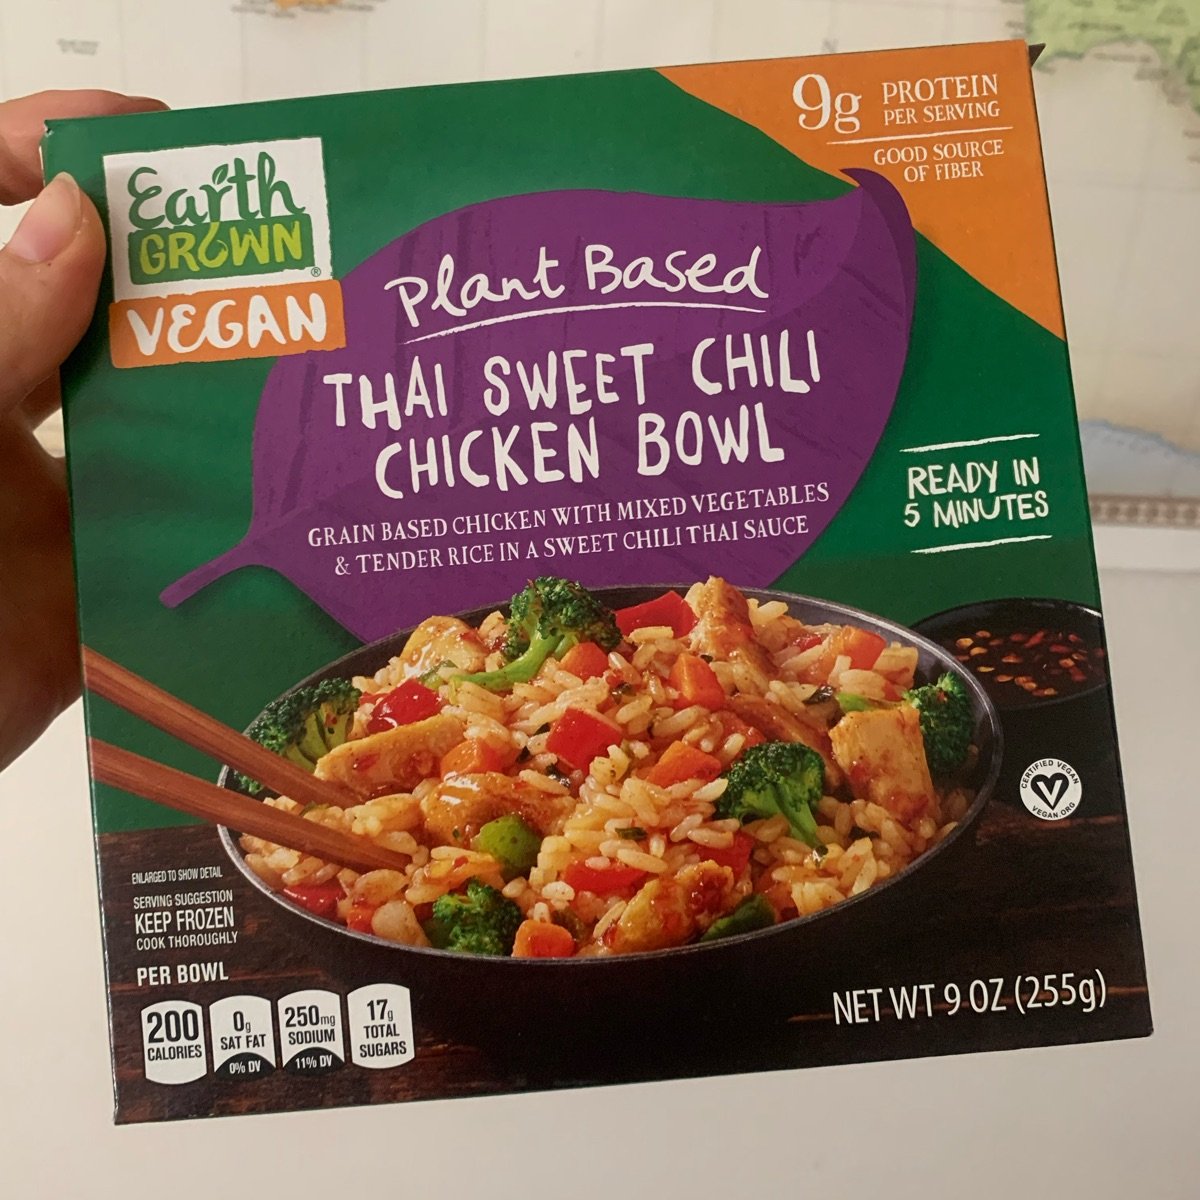 Earth
GROWN
®
VEGAN
9g PROTEIN
PER SERVING
GOOD SOURCE
OF FIBER
Plant Based
THAI SWEET CHILI
CHICKEN BOWL
GRAIN BASED CHICKEN WITH MIXED VEGETABLES
& TENDER RICE IN A SWEET CHILI THAI SAUCE
READY IN
5 MINUTES
CERTIFIED VEGAN
V
VEGAN.ORG
ENLARGED TO SHOW DETAIL
SERVING SUGGESTION
KEEP FROZEN
COOK THOROUGHLY
PER BOWL
200
CALORIES
0g
SAT FAT
0% DV
250mg
SODIUM
11% DV
17g
TOTAL
SUGARS
NET WT 9 OZ (255g)